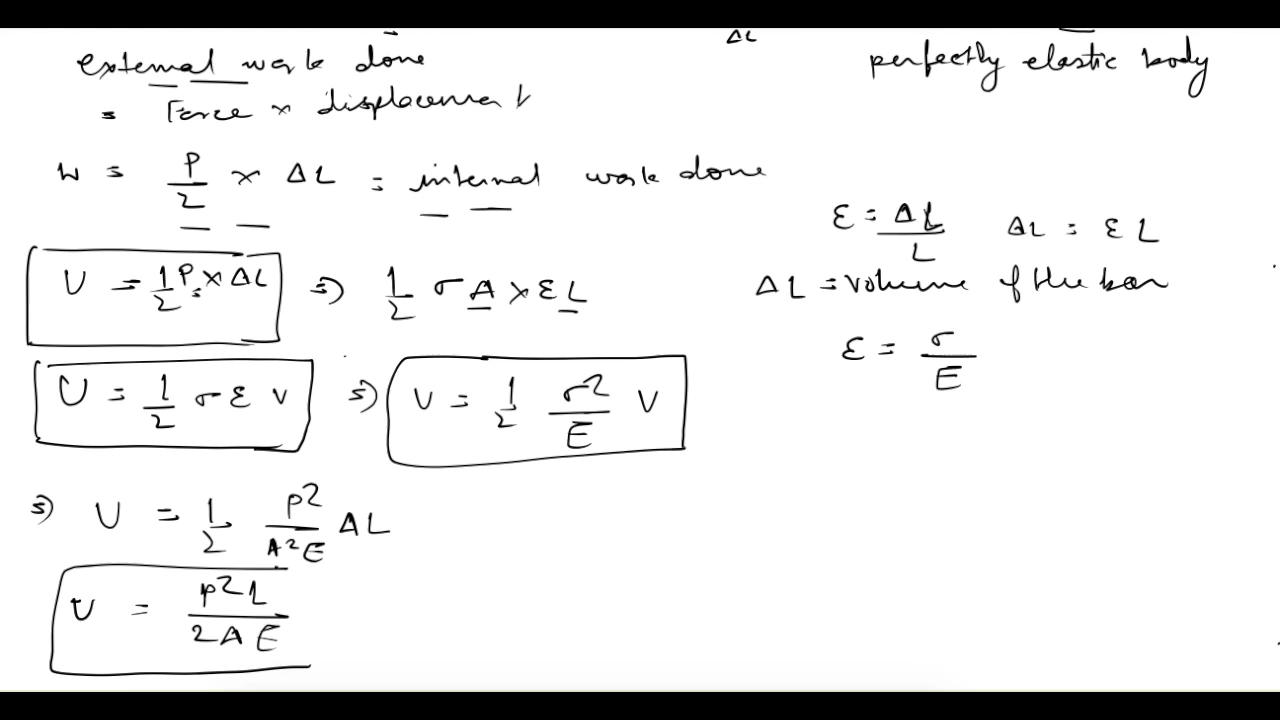 ΔL
external work done
perfectly elastic body
= Force × displacement
W = P/2 × ΔL = internal work done
ε = ΔL/L ΔL = εL
U = 1/2 P × ΔL ⇒ 1/2 σA × εL
ΔL = volume of the bar
ε = σ/E
U = 1/2 σ ε V ⇒ U = 1/2 σ²/E V
⇒ U = 1/2 P²/A²E ΔL
U = P²L/2AE